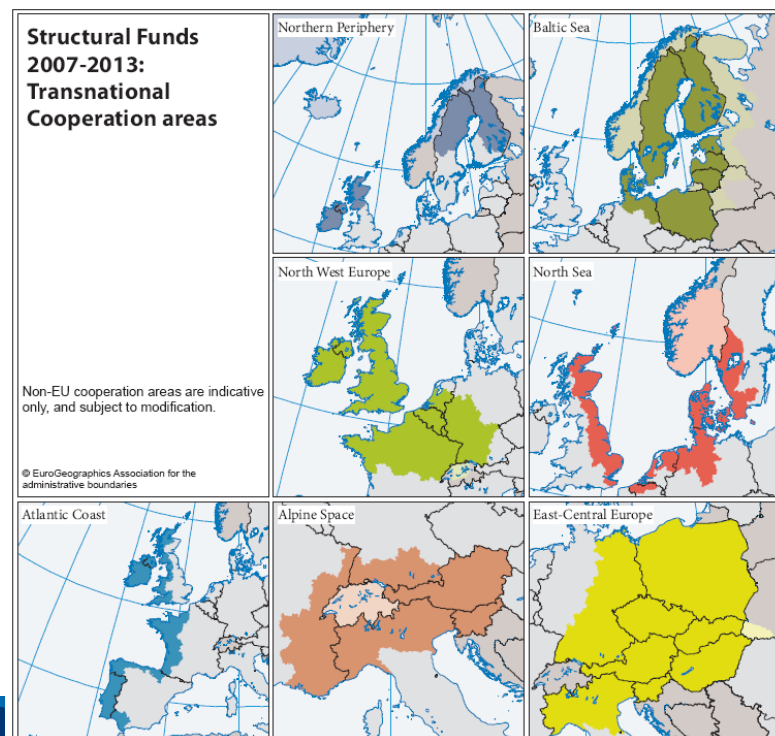 Structural Funds
2007-2013:
Transnational
Cooperation areas
Non-EU cooperation areas are indicative
only, and subject to modification.
© EuroGeographics Association for the
administrative boundaries
Northern Periphery
Baltic Sea
North West Europe
North Sea
Atlantic Coast
Alpine Space
East-Central Europe